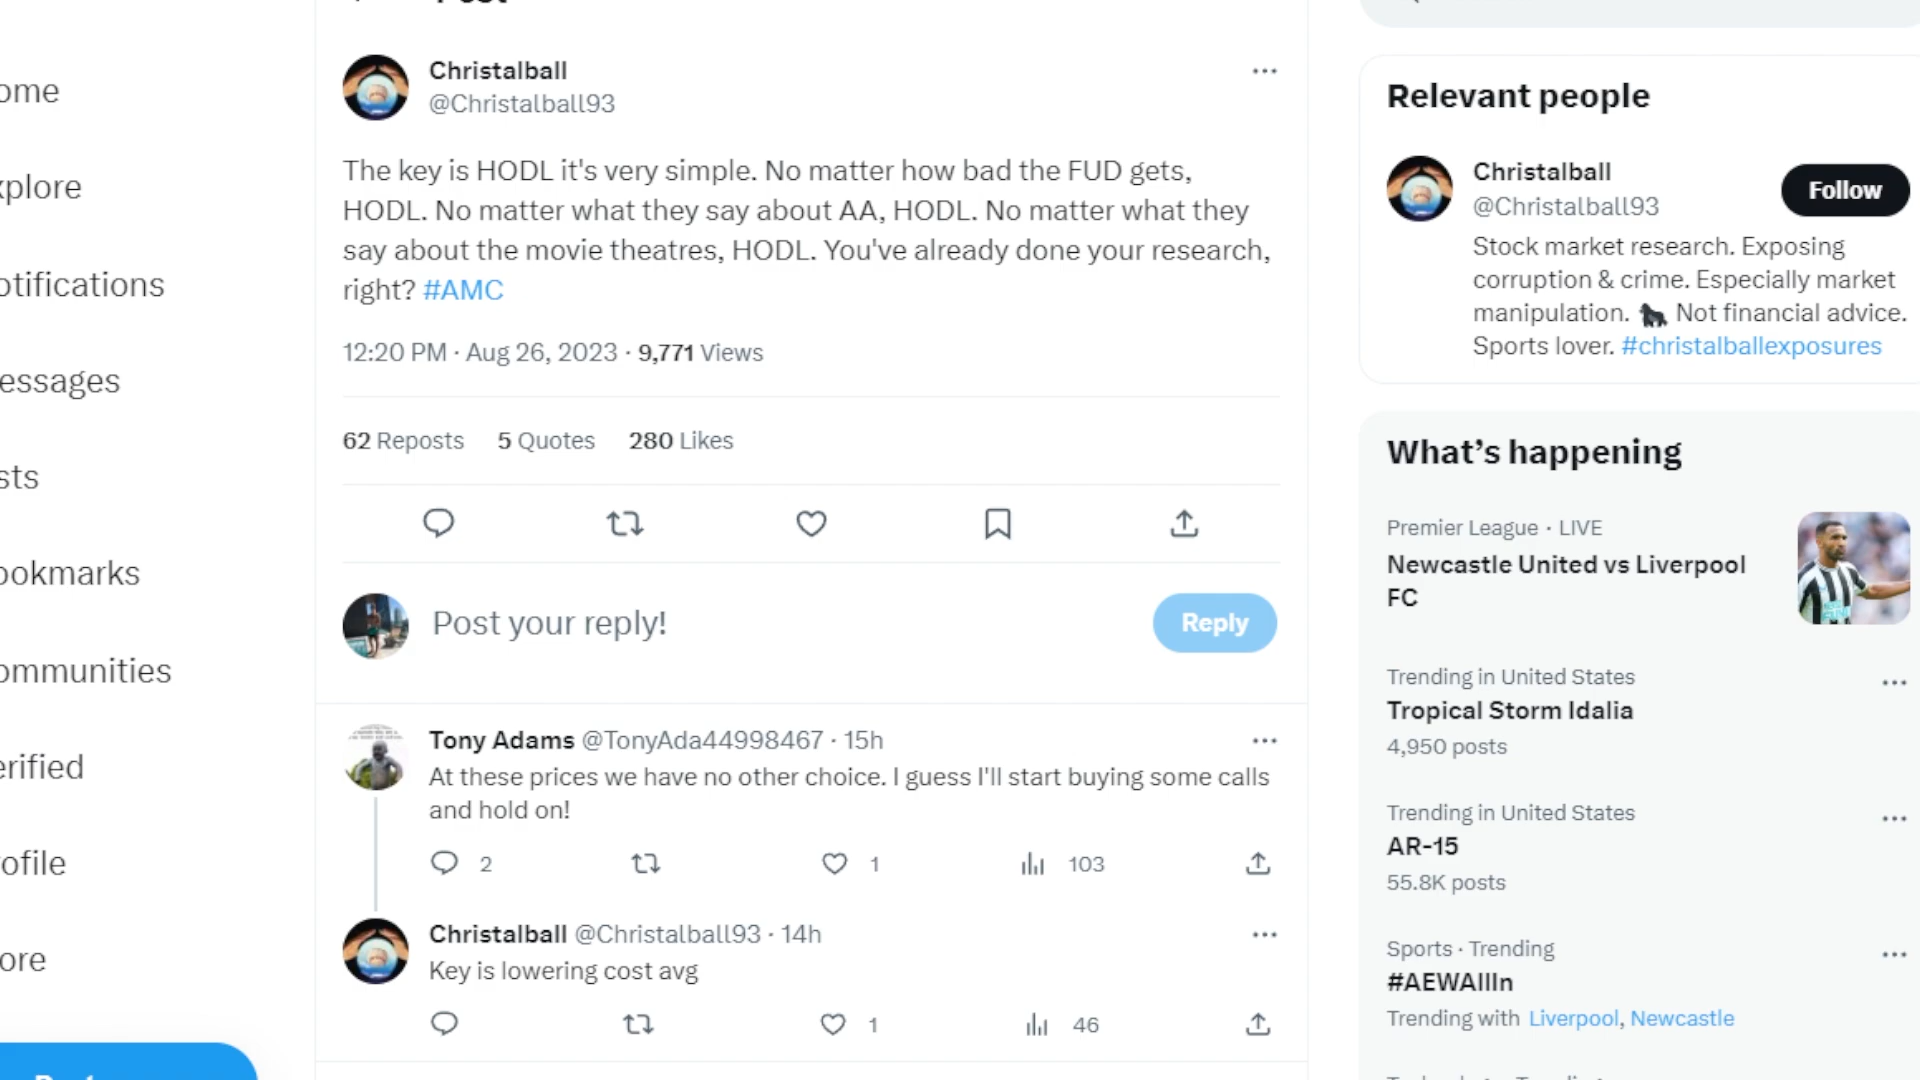 Post
ome
xplore
otifications
essages
sts
ookmarks
ommunities
erified
rofile
ore
Christalball
@Christalball93
The key is HODL it's very simple. No matter how bad the FUD gets,
HODL. No matter what they say about AA, HODL. No matter what they
say about the movie theatres, HODL. You've already done your research,
right? #AMC
12:20 PM · Aug 26, 2023 · 9,771 Views
62 Reposts 5 Quotes 280 Likes
Post your reply!
Reply
Tony Adams @TonyAda44998467 · 15h
At these prices we have no other choice. I guess I'll start buying some calls
and hold on!
2 1 103
Christalball @Christalball93 · 14h
Key is lowering cost avg
1 46
Relevant people
Christalball
@Christalball93
Follow
Stock market research. Exposing
corruption & crime. Especially market
manipulation. 🦍 Not financial advice.
Sports lover. #christalballexposures
What's happening
Premier League · LIVE
Newcastle United vs Liverpool
FC
Trending in United States
Tropical Storm Idalia
4,950 posts
Trending in United States
AR-15
55.8K posts
Sports · Trending
#AEWAllIn
Trending with Liverpool, Newcastle